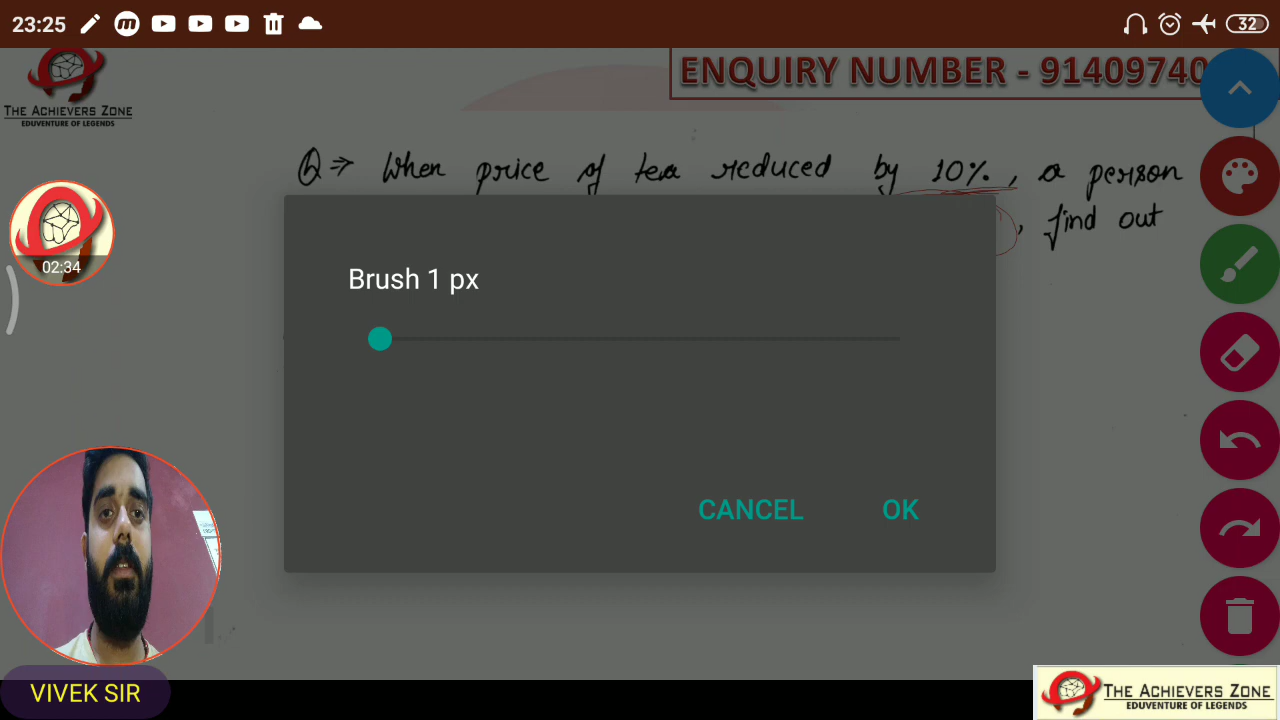 23:25
32
THE ACHIEVERS ZONE
EDUVENTURE OF LEGENDS
ENQUIRY NUMBER - 91409740
Q ⇒ When price of tea reduced by 10%, a person
, find out
02:34
Brush 1 px
CANCEL OK
VIVEK SIR
THE ACHIEVERS ZONE
EDUVENTURE OF LEGENDS